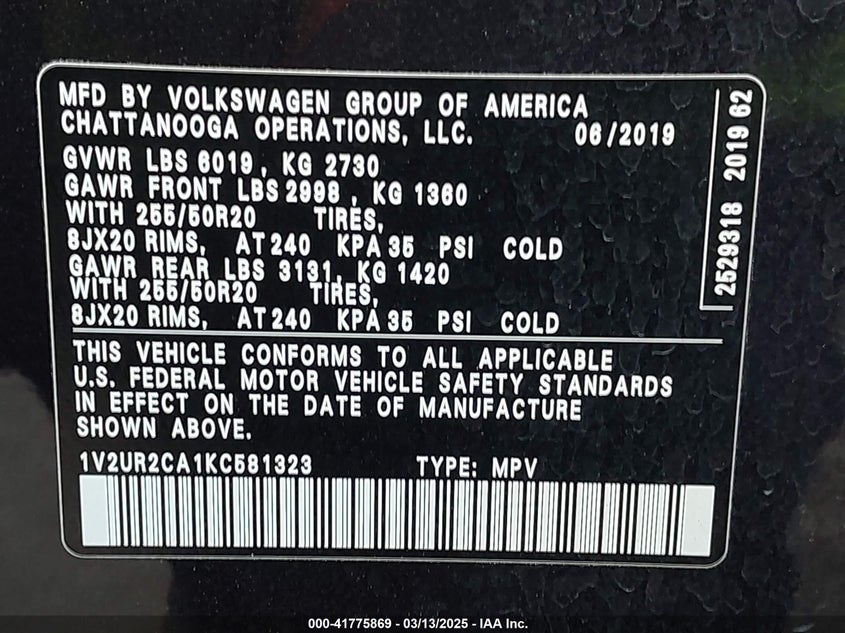 MFD BY VOLKSWAGEN GROUP OF AMERICA
CHATTANOOGA OPERATIONS, LLC. 06/2019
GVWR LBS 6019, KG 2730
GAWR FRONT LBS 2998, KG 1360
WITH 255/50R20 TIRES,
8JX20 RIMS, AT 240 KPA 35 PSI COLD
GAWR REAR LBS 3131, KG 1420
WITH 255/50R20 TIRES,
8JX20 RIMS, AT 240 KPA 35 PSI COLD
THIS VEHICLE CONFORMS TO ALL APPLICABLE
U.S. FEDERAL MOTOR VEHICLE SAFETY STANDARDS
IN EFFECT ON THE DATE OF MANUFACTURE
SHOWN ABOVE.
1V2UR2CA1KC581323 TYPE: MPV
2529318 2019 62
000-41775869 - 03/13/2025 - IAA Inc.